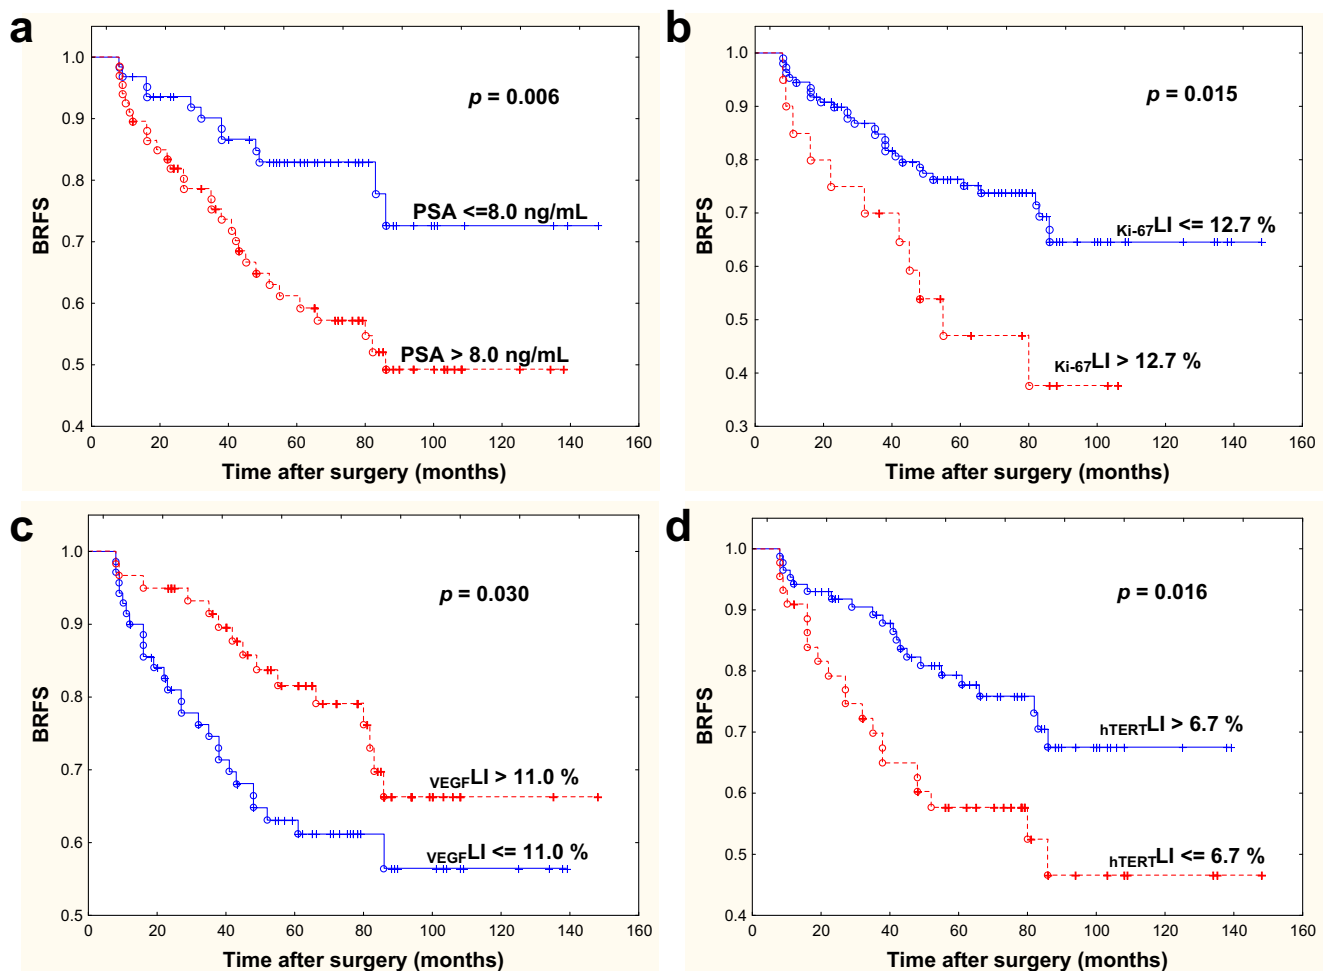 a
1.0
0.9
0.8
0.7
0.6
0.5
0.4
BRFS
p = 0.006
PSA <=8.0 ng/mL
PSA > 8.0 ng/mL
0 20 40 60 80 100 120 140 160
Time after surgery (months)
b
1.0
0.9
0.8
0.7
0.6
0.5
0.4
0.3
BRFS
p = 0.015
Ki-67LI <= 12.7 %
Ki-67LI > 12.7 %
0 20 40 60 80 100 120 140 160
Time after surgery (months)
c
1.0
0.9
0.8
0.7
0.6
0.5
BRFS
p = 0.030
VEGFLI > 11.0 %
VEGFLI <= 11.0 %
0 20 40 60 80 100 120 140 160
Time after surgery (months)
d
1.0
0.9
0.8
0.7
0.6
0.5
0.4
BRFS
p = 0.016
hTERTLI > 6.7 %
hTERTLI <= 6.7 %
0 20 40 60 80 100 120 140 160
Time after surgery (months)